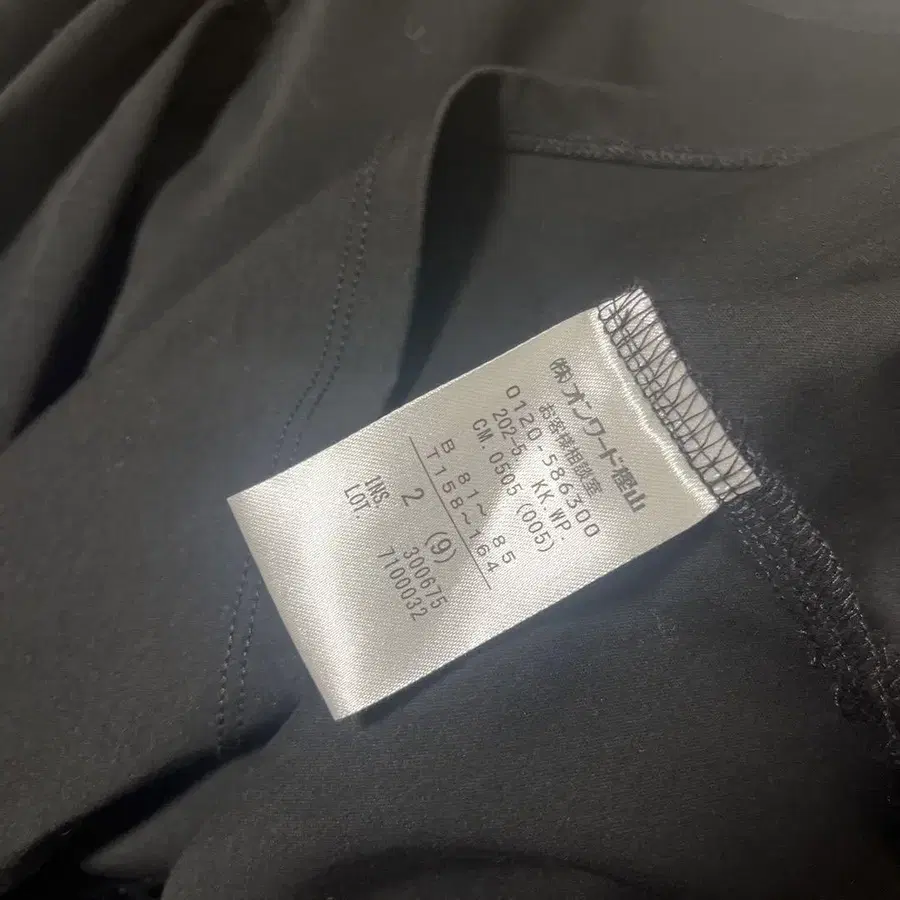 (株)オンワード樫山
お客様相談室
0120-586300
202-5. KK.WP.
CM.0505(005)
B 81～ 85
T158～164
2 (9)
INS. 300675
LOT. 7100032